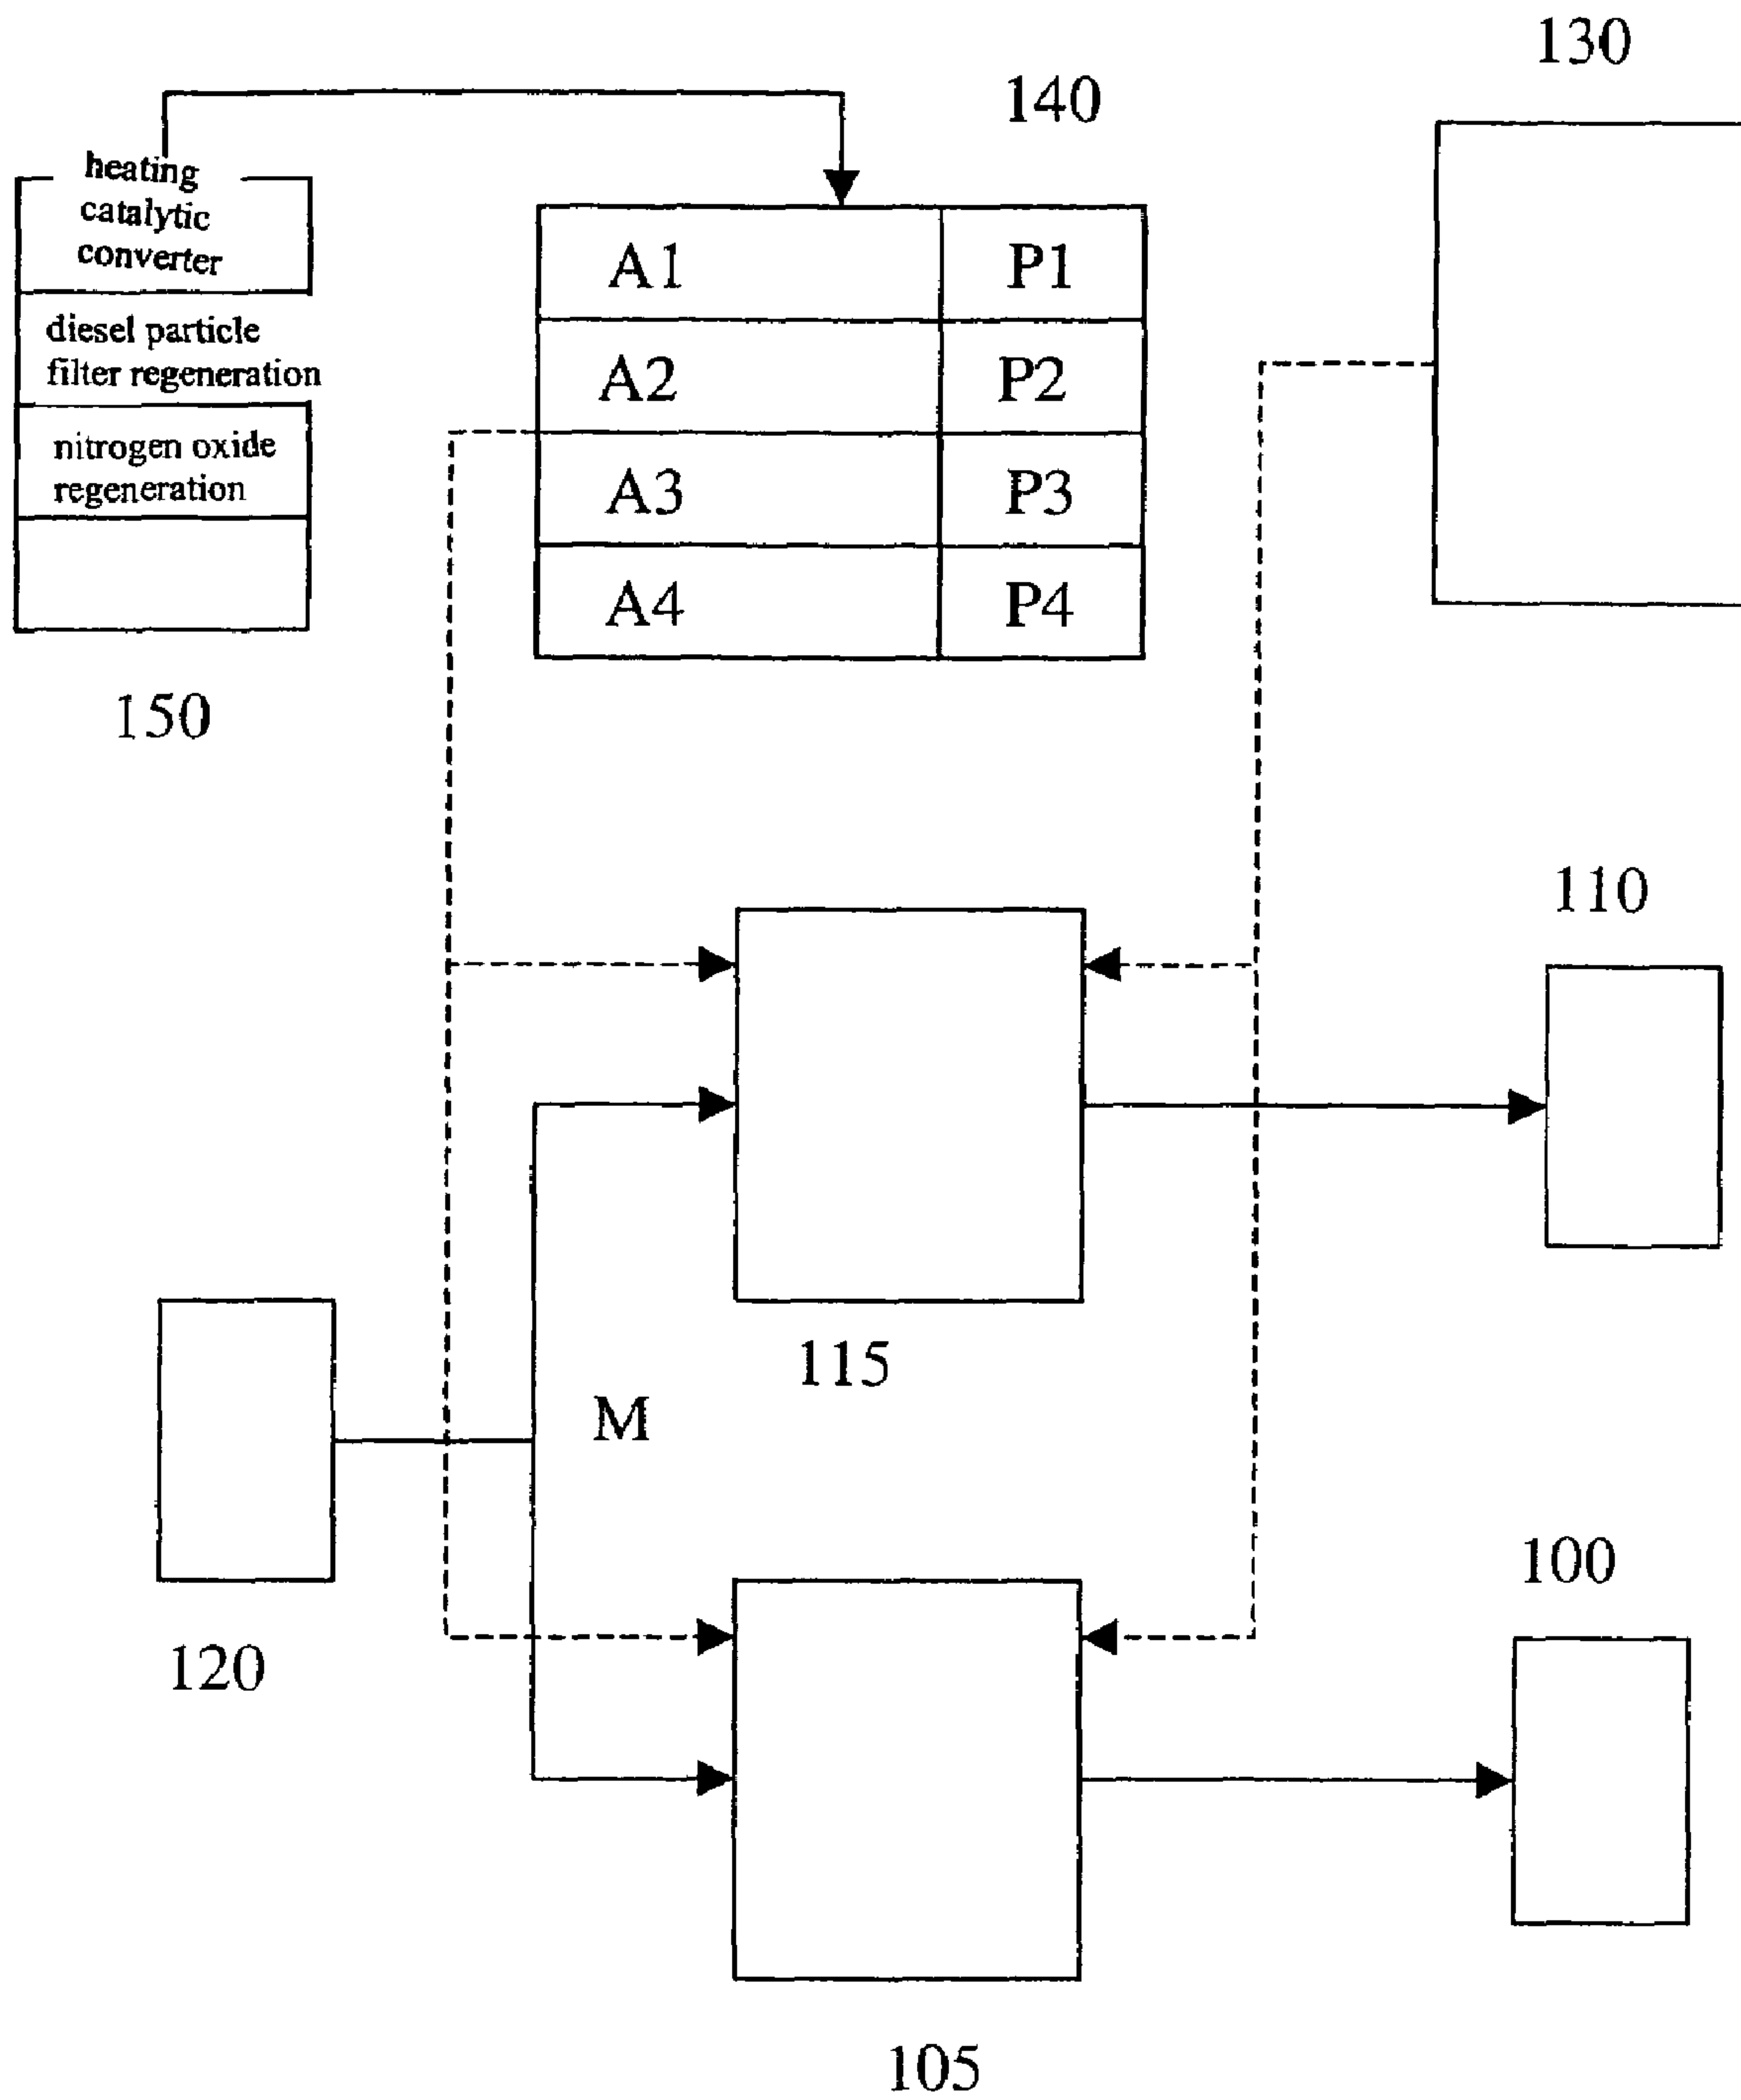 130
140
heating
catalytic
converter
diesel particle
filter regeneration
nitrogen oxide
regeneration
A1 P1
A2 P2
A3 P3
A4 P4
150
110
115
M
120
100
105